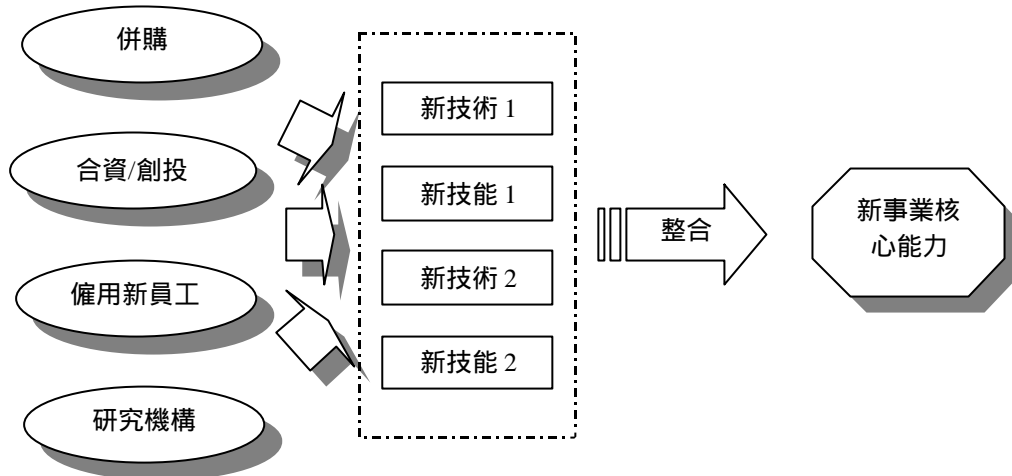 併購
合資/創投
僱用新員工
研究機構
新技術 1
新技能 1
新技術 2
新技能 2
整合
新事業核
心能力